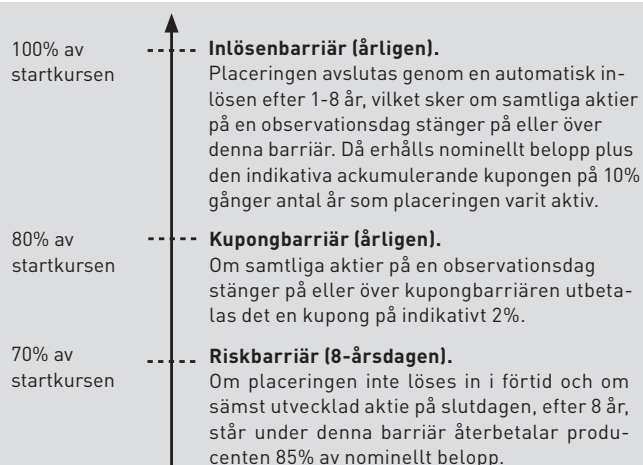 100% av
startkursen
Inlösenbarriär (årligen).
Placeringen avslutas genom en automatisk in-
lösen efter 1-8 år, vilket sker om samtliga aktier
på en observationsdag stänger på eller över
denna barriär. Då erhålls nominellt belopp plus
den indikativa ackumulerande kupongen på 10%
gånger antal år som placeringen varit aktiv.
80% av
startkursen
Kupongbarriär (årligen).
Om samtliga aktier på en observationsdag
stänger på eller över kupongbarriären utbeta-
las det en kupong på indikativt 2%.
70% av
startkursen
Riskbarriär (8-årsdagen).
Om placeringen inte löses in i förtid och om
sämst utvecklad aktie på slutdagen, efter 8 år,
står under denna barriär återbetalar produ-
centen 85% av nominellt belopp.